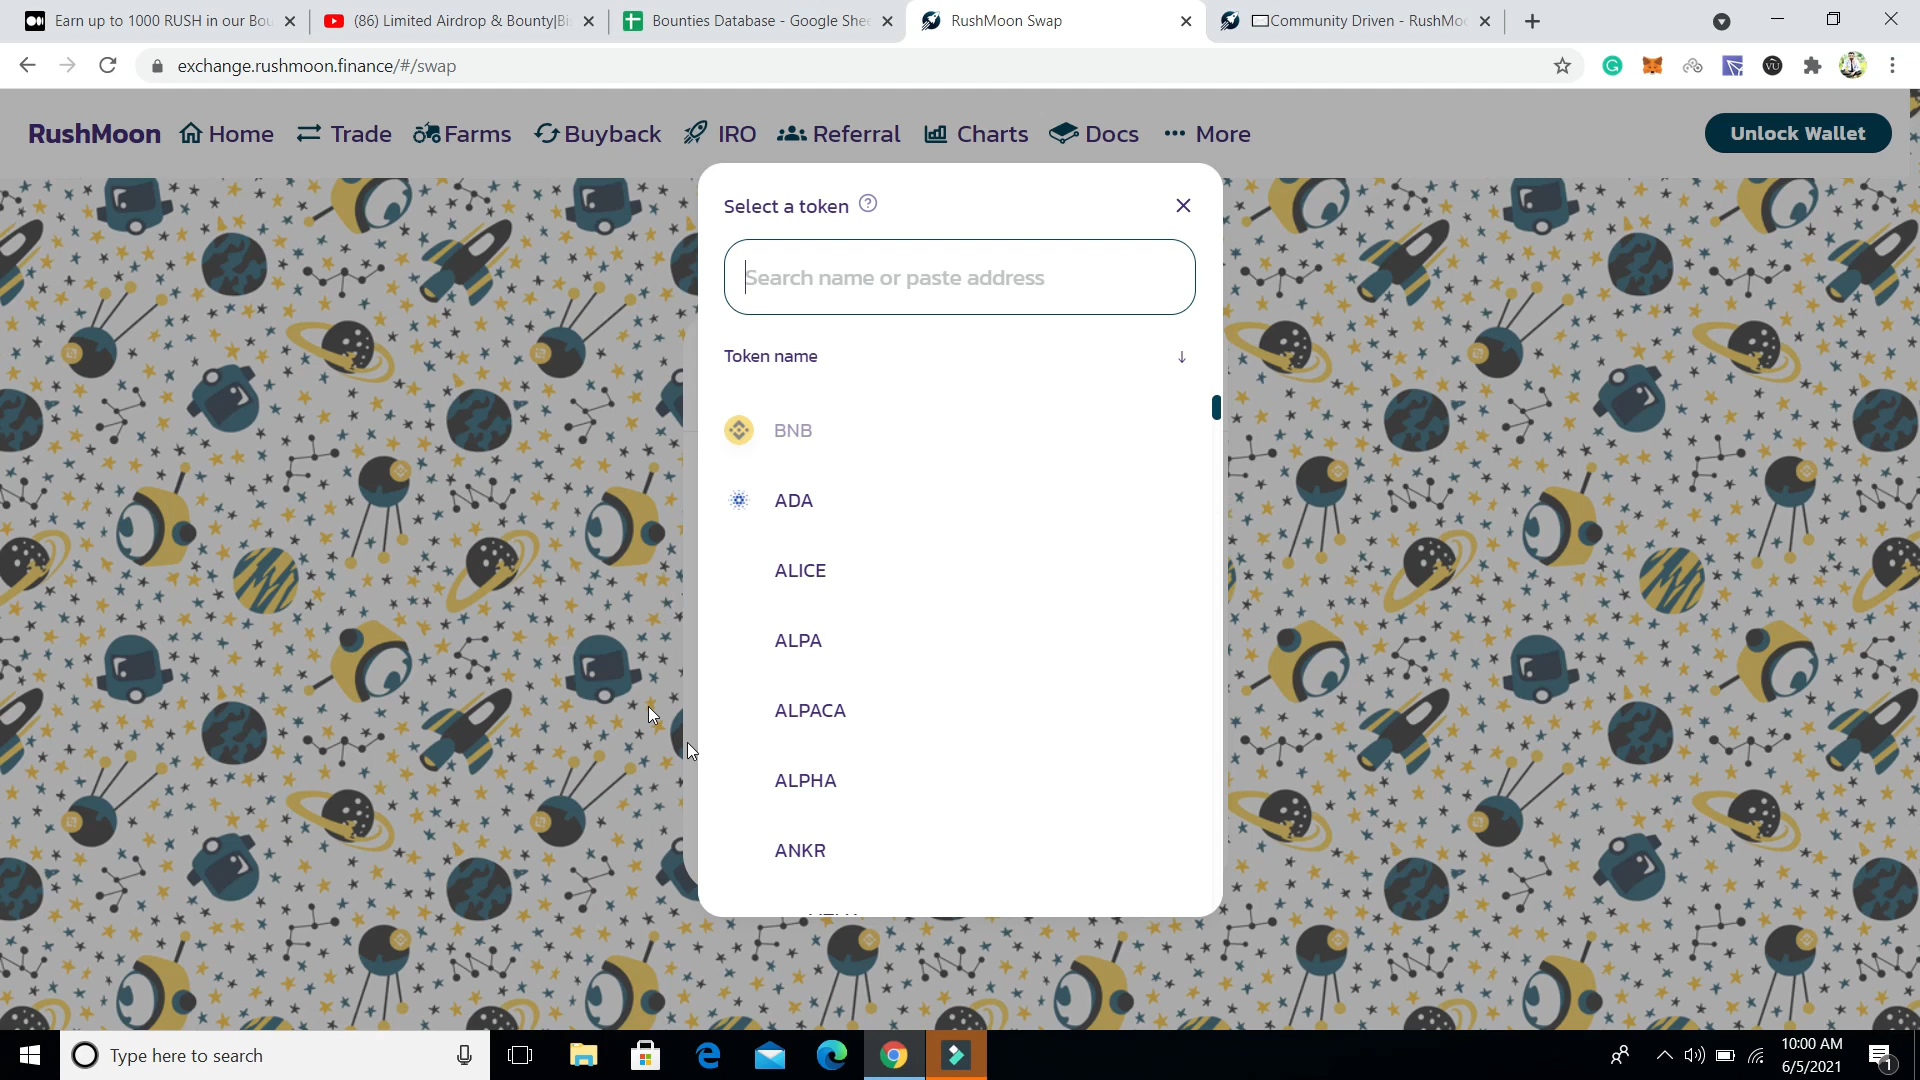 Earn up to 1000 RUSH in our Bou
(86) Limited Airdrop & Bounty|Bi
Bounties Database - Google Shee
RushMoon Swap
Community Driven - RushMo
exchange.rushmoon.finance/#/swap
RushMoon
Home
Trade
Farms
Buyback
IRO
Referral
Charts
Docs
More
Unlock Wallet
Select a token
Search name or paste address
Token name
BNB
ADA
ALICE
ALPA
ALPACA
ALPHA
ANKR
Type here to search
10:00 AM
6/5/2021
1